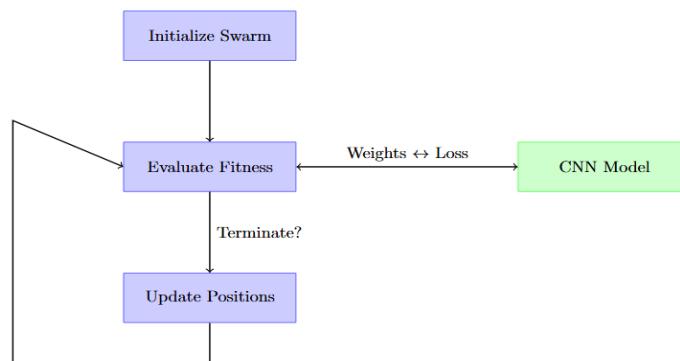 Initialize Swarm
Evaluate Fitness
Weights ↔ Loss
CNN Model
Terminate?
Update Positions